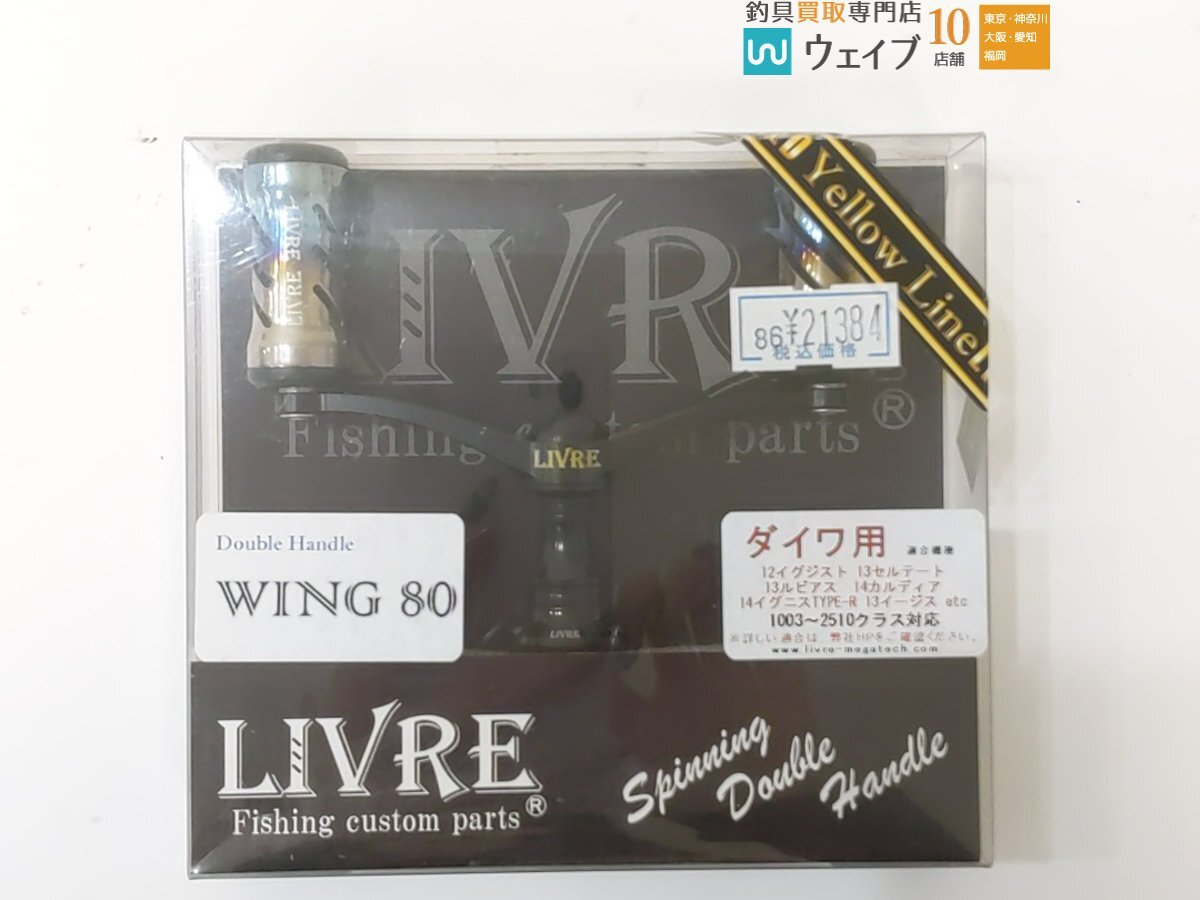 釣具買取専門店
ウェイブ
10
店舗
東京・神奈川
大阪・愛知
福岡
LIVRE
LIVRE
Yellow Line
LIVR
86 ¥21384
税込価格
®
Fishing custom parts
LIVRE
Double Handle
WING 80
LIVRE
ダイワ用 適合機種
12イグジスト 13セルテート
13ルビアス 14カルディア
14イグニスTYPE-R 13イージス etc
1003〜2510クラス対応
※詳しい適合は 弊社HPをご確認ください。
www.livre-megatech.com
LIVRE®
Fishing custom parts
Spinning
Double
Handle